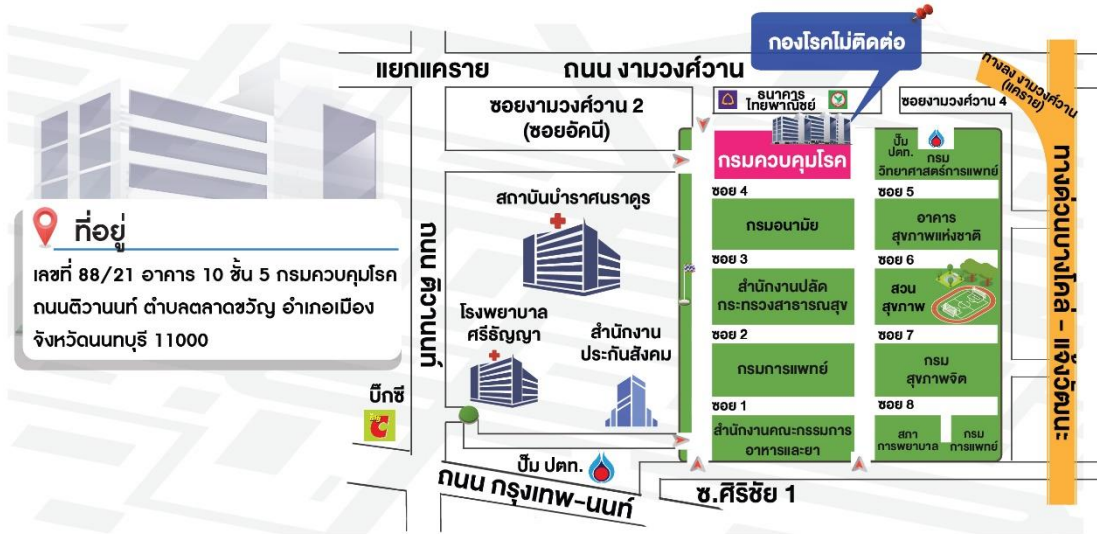 กองโรคไม่ติดต่อ
แยกแคราย
ถนน งามวงศ์วาน
ทางลง งามวงศ์วาน
(แคราย)
ซอยงามวงศ์วาน 2
(ซอยอัคนี)
ธนาคาร
ไทยพาณิชย์
ซอยงามวงศ์วาน 4
กรมควบคุมโรค
ปั๊ม
ปตท.
กรม
วิทยาศาสตร์การแพทย์
ซอย 4
ซอย 5
สถาบันบำราศนราดูร
กรมอนามัย
อาคาร
สุขภาพแห่งชาติ
ที่อยู่
เลขที่ 88/21 อาคาร 10 ชั้น 5 กรมควบคุมโรค
ถนนติวานนท์ ตำบลตลาดขวัญ อำเภอเมือง
จังหวัดนนทบุรี 11000
ถนน ติวานนท์
ซอย 3
ซอย 6
สำนักงานปลัด
กระทรวงสาธารณสุข
สวน
สุขภาพ
โรงพยาบาล
ศรีธัญญา
สำนักงาน
ประกันสังคม
ซอย 2
ซอย 7
กรมการแพทย์
กรม
สุขภาพจิต
บิ๊กซี
Big C
ซอย 1
ซอย 8
สำนักงานคณะกรรมการ
อาหารและยา
สภา
การพยาบาล
กรม
การแพทย์
ปั๊ม ปตท.
ถนน กรุงเทพ-นนท์
ซ.ศิริชัย 1
ทางด่วนบางโคล่ - แจ้งวัฒนะ